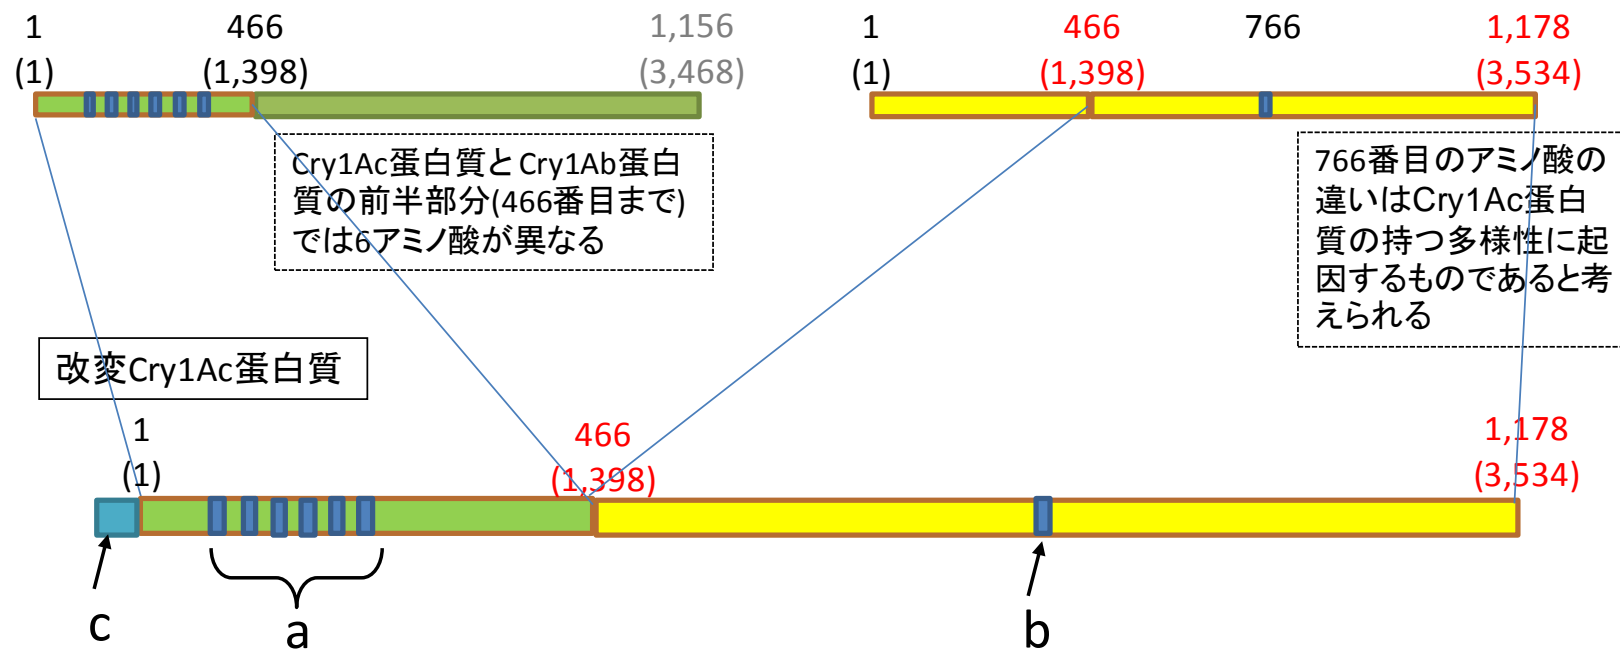 1 466 1,156 1 466 766 1,178
(1) (1,398) (3,468) (1) (1,398) (3,534)
Cry1Ac蛋白質とCry1Ab蛋白
質の前半部分(466番目まで)
では6アミノ酸が異なる
766番目のアミノ酸の
違いはCry1Ac蛋白
質の持つ多様性に起
因するものであると考
えられる
改変Cry1Ac蛋白質
1 466 1,178
(1) (1,398) (3,534)
c a b